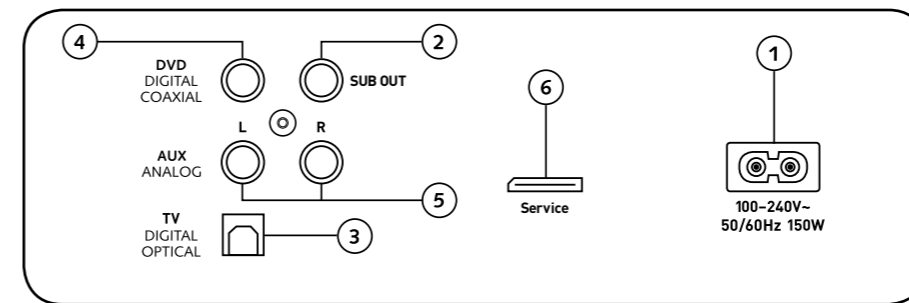 4
2
1
DVD
DIGITAL
COAXIAL
SUB OUT
6
L
R
AUX
ANALOG
5
Service
100–240V~
50/60Hz 150W
TV
DIGITAL
OPTICAL
3